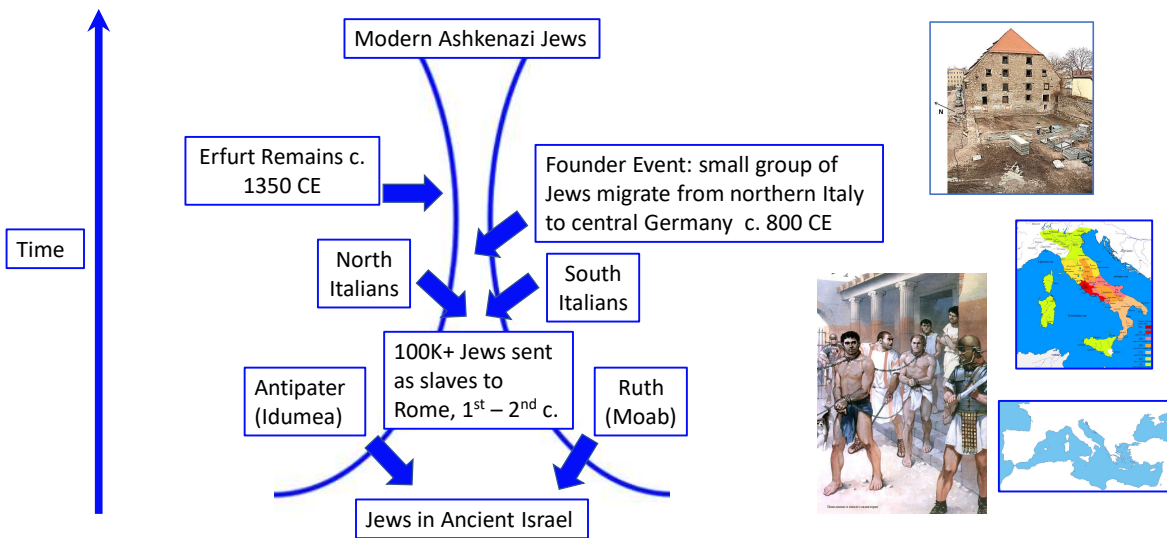 Modern Ashkenazi Jews
Erfurt Remains c.
1350 CE
Founder Event: small group of
Jews migrate from northern Italy
to central Germany  c. 800 CE
Time
North
Italians
South
Italians
100K+ Jews sent
as slaves to
Rome, 1st – 2nd c.
Antipater
(Idumea)
Ruth
(Moab)
Jews in Ancient Israel
N